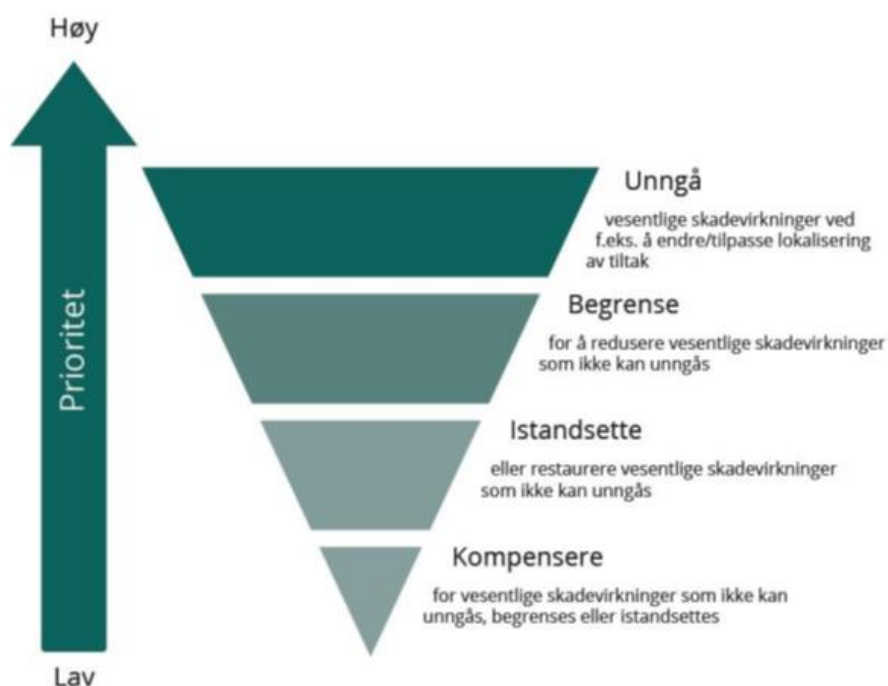 Høy
Prioritet
Unngå
vesentlige skadevirkninger ved
f.eks. å endre/tilpasse lokalisering
av tiltak
Begrense
for å redusere vesentlige skadevirkninger
som ikke kan unngås
Istandsette
eller restaurere vesentlige skadevirkninger
som ikke kan unngås
Kompensere
for vesentlige skadevirkninger som ikke kan
unngås, begrenses eller istandsettes
Lav